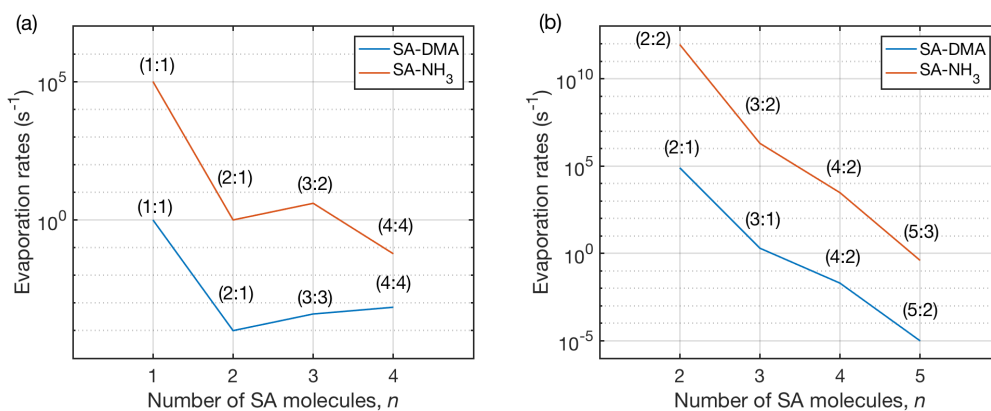 (a)
SA-DMA
SA-NH3
(1:1)
10^5
(2:1)
(3:2)
(1:1)
10^0
(4:4)
(2:1)
(3:3)
(4:4)
Evaporation rates (s^-1)
1 2 3 4
Number of SA molecules, n
(b)
SA-DMA
SA-NH3
(2:2)
10^10
(3:2)
(2:1)
10^5
(4:2)
(3:1)
(5:3)
10^0
(4:2)
(5:2)
10^-5
Evaporation rates (s^-1)
2 3 4 5
Number of SA molecules, n